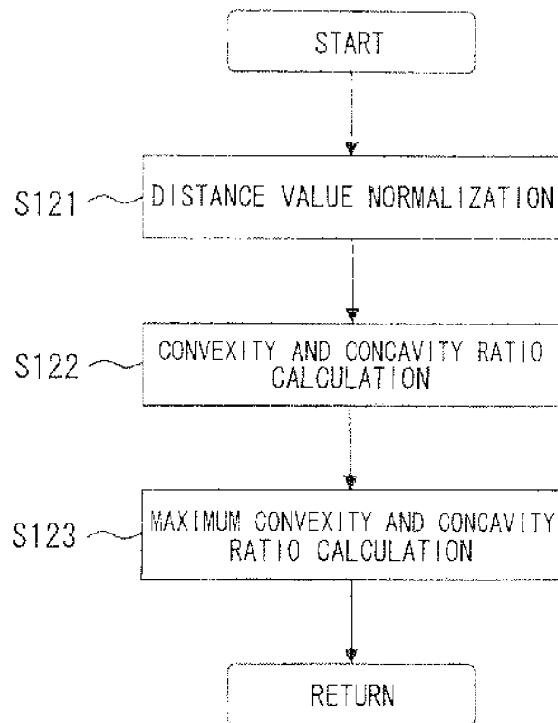 START
S121
DISTANCE VALUE NORMALIZATION
S122
CONVEXITY AND CONCAVITY RATIO
CALCULATION
S123
MAXIMUM CONVEXITY AND CONCAVITY
RATIO CALCULATION
RETURN